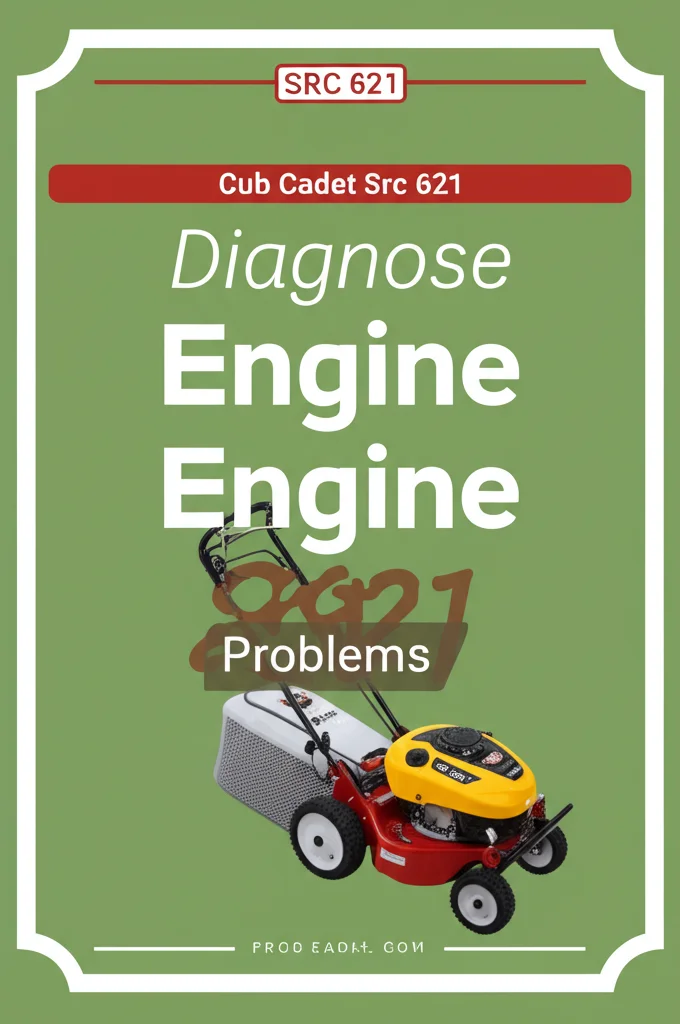 SRC 621
Cub Cadet Src 621
Diagnose
Engine
Engine
Problems